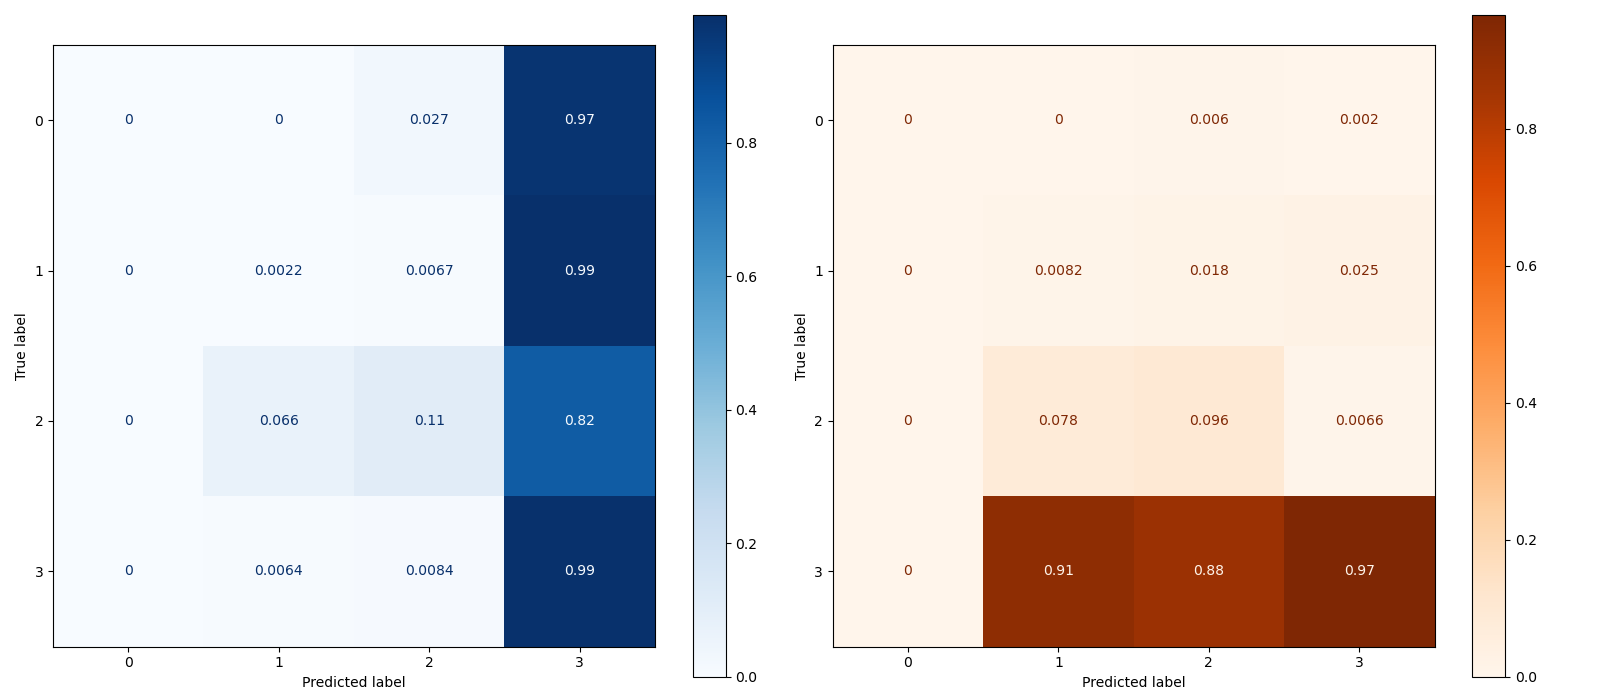 0 0 0 0.027 0.97
1 0 0.0022 0.0067 0.99
2 0 0.066 0.11 0.82
3 0 0.0064 0.0084 0.99
0 1 2 3
Predicted label
True label
0.8
0.6
0.4
0.2
0.0
0 0 0 0.006 0.002
1 0 0.0082 0.018 0.025
2 0 0.078 0.096 0.0066
3 0 0.91 0.88 0.97
0 1 2 3
Predicted label
True label
0.8
0.6
0.4
0.2
0.0